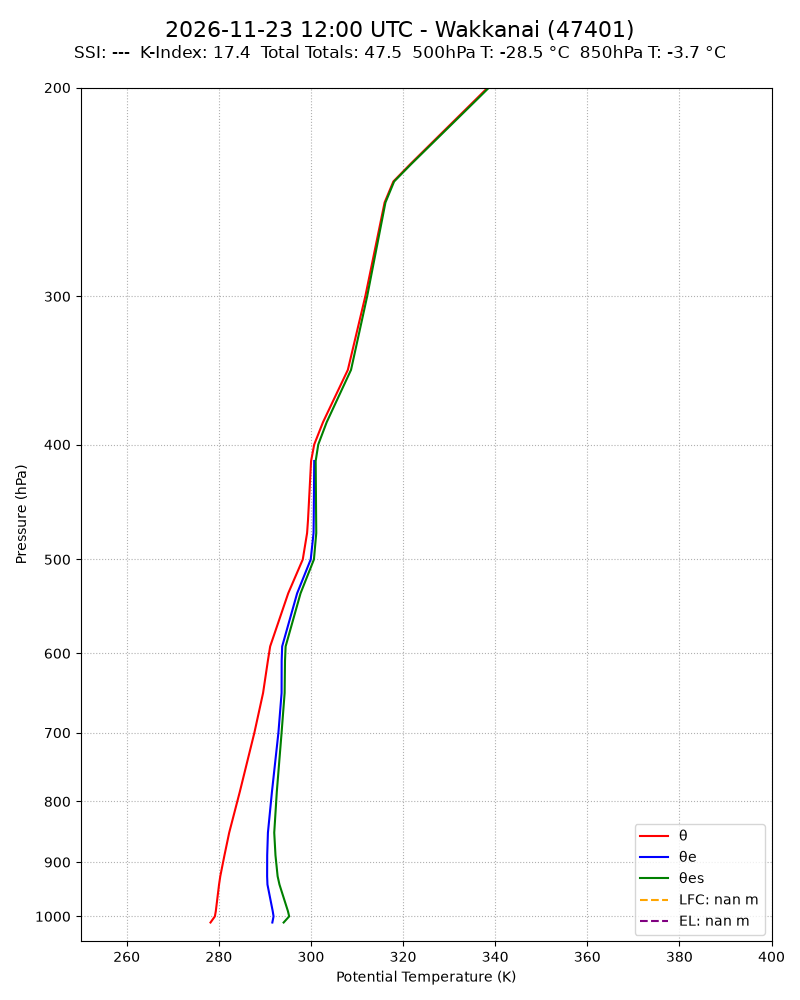 2026-11-23 12:00 UTC - Wakkanai (47401)
SSI: --- K-Index: 17.4 Total Totals: 47.5 500hPa T: -28.5 °C 850hPa T: -3.7 °C
200
300
400
500
600
700
800
900
1000
Pressure (hPa)
260 280 300 320 340 360 380 400
Potential Temperature (K)
θ
θe
θes
LFC: nan m
EL: nan m